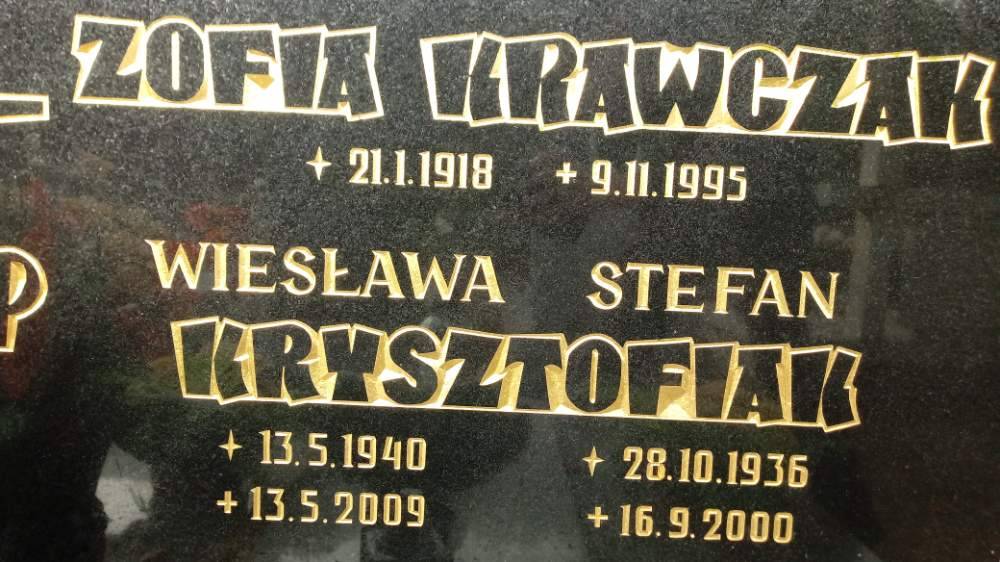 ZOFIA KRAWCZAK
✦ 21.1.1918 + 9.11.1995
WIESŁAWA STEFAN
KRYSZTOFIAK
✦ 13.5.1940 ✦ 28.10.1936
+ 13.5.2009 + 16.9.2000